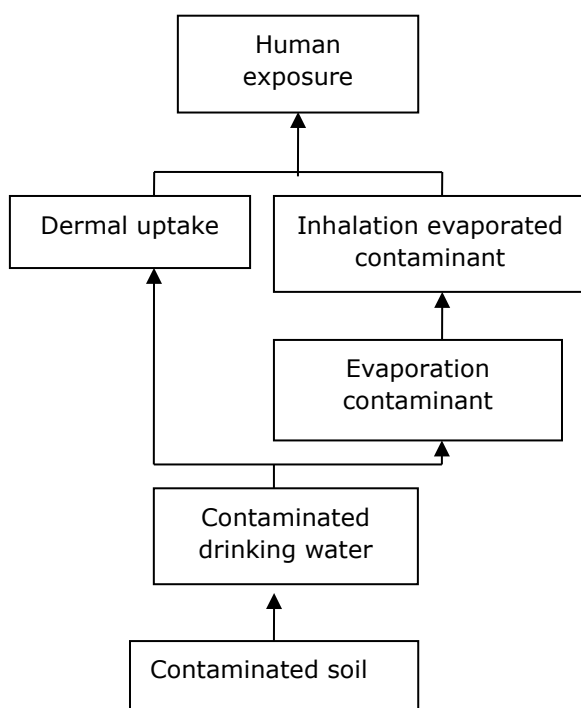 Human
exposure
Dermal uptake
Inhalation evaporated
contaminant
Evaporation
contaminant
Contaminated
drinking water
Contaminated soil